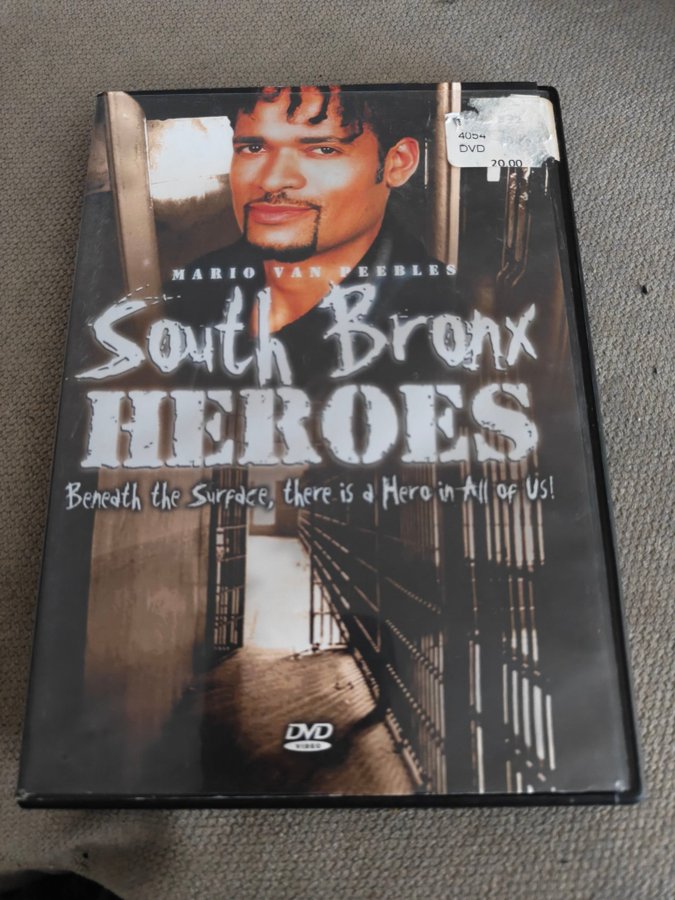 4054
DVD
20.00
MARIO VAN PEEBLES
South Bronx
HEROES
Beneath the Surface, there is a Hero in All of Us!
DVD
VIDEO